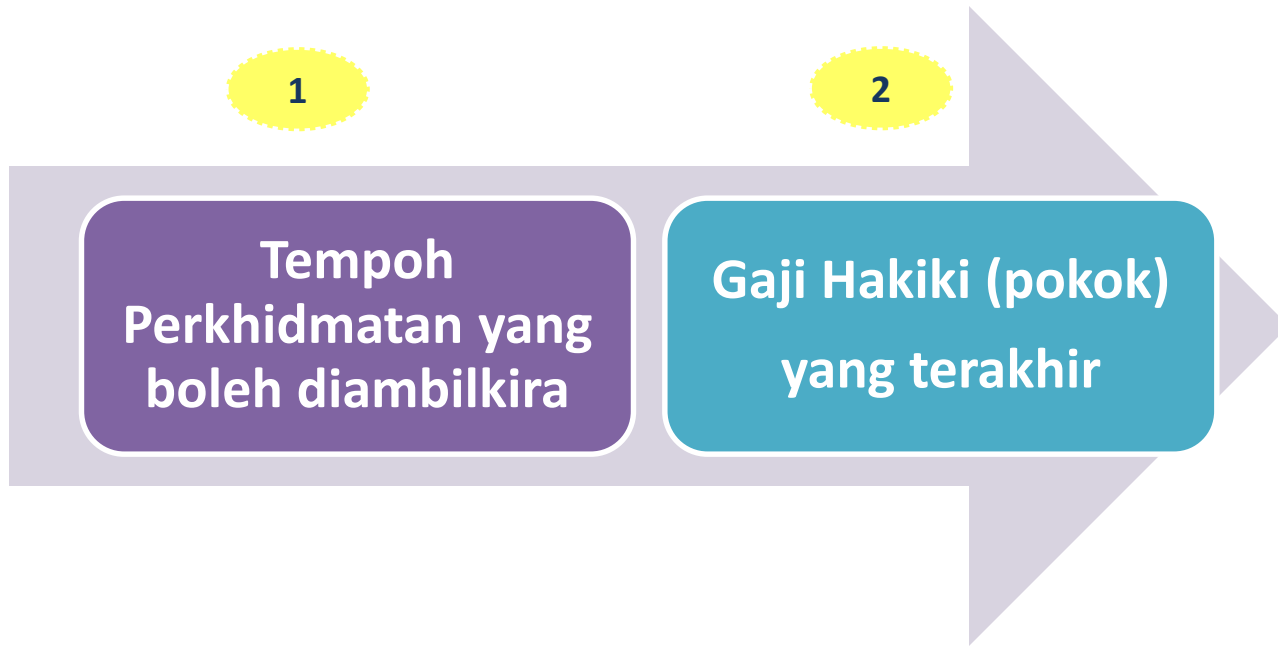 1
2
Tempoh
Perkhidmatan yang
boleh diambilkira
Gaji Hakiki (pokok)
yang terakhir